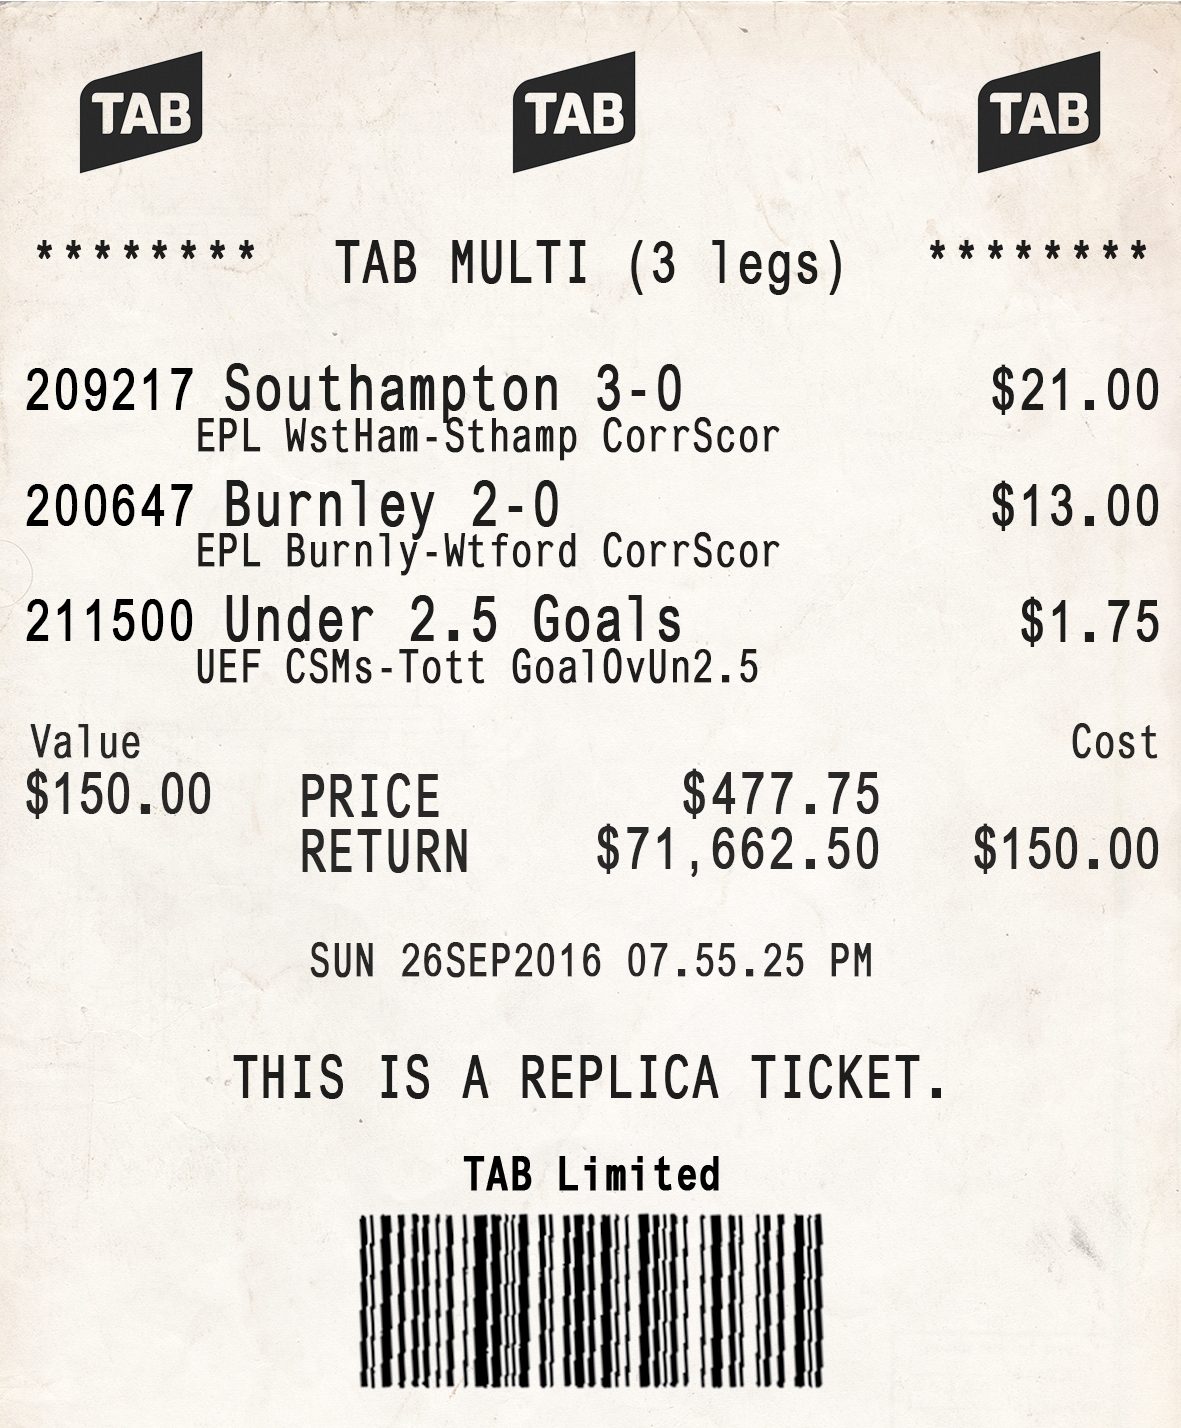 TAB TAB TAB
******** TAB MULTI (3 legs) ********
209217 Southampton 3-0 $21.00
EPL WstHam-Sthamp CorrScor
200647 Burnley 2-0 $13.00
EPL Burnly-Wtford CorrScor
211500 Under 2.5 Goals $1.75
UEF CSMs-Tott GoalOvUn2.5
Value Cost
$150.00 PRICE $477.75
RETURN $71,662.50 $150.00
SUN 26SEP2016 07.55.25 PM
THIS IS A REPLICA TICKET.
TAB Limited